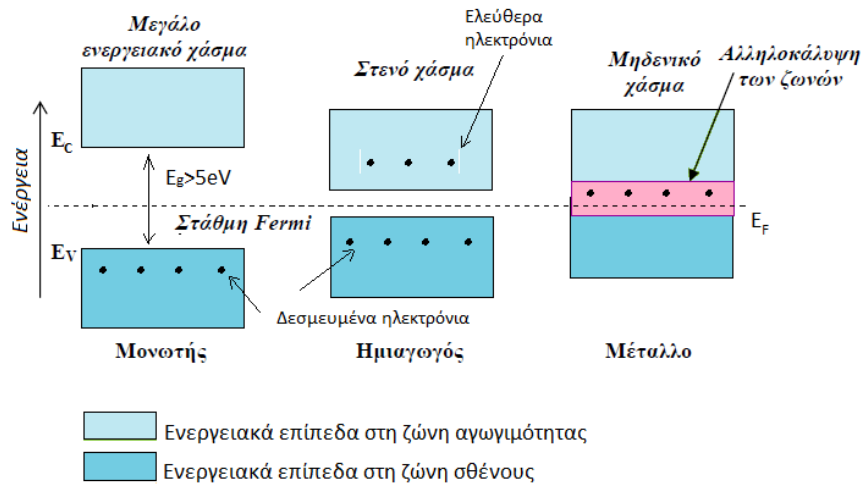 Μεγάλο
ενεργειακό χάσμα
Ελεύθερα
ηλεκτρόνια
Στενό χάσμα
Μηδενικό
χάσμα
Αλληλοκάλυψη
των ζωνών
Ενέργεια
E_C
E_g>5eV
Στάθμη Fermi
E_F
E_V
Δεσμευμένα ηλεκτρόνια
Μονωτής
Ημιαγωγός
Μέταλλο
Ενεργειακά επίπεδα στη ζώνη αγωγιμότητας
Ενεργειακά επίπεδα στη ζώνη σθένους